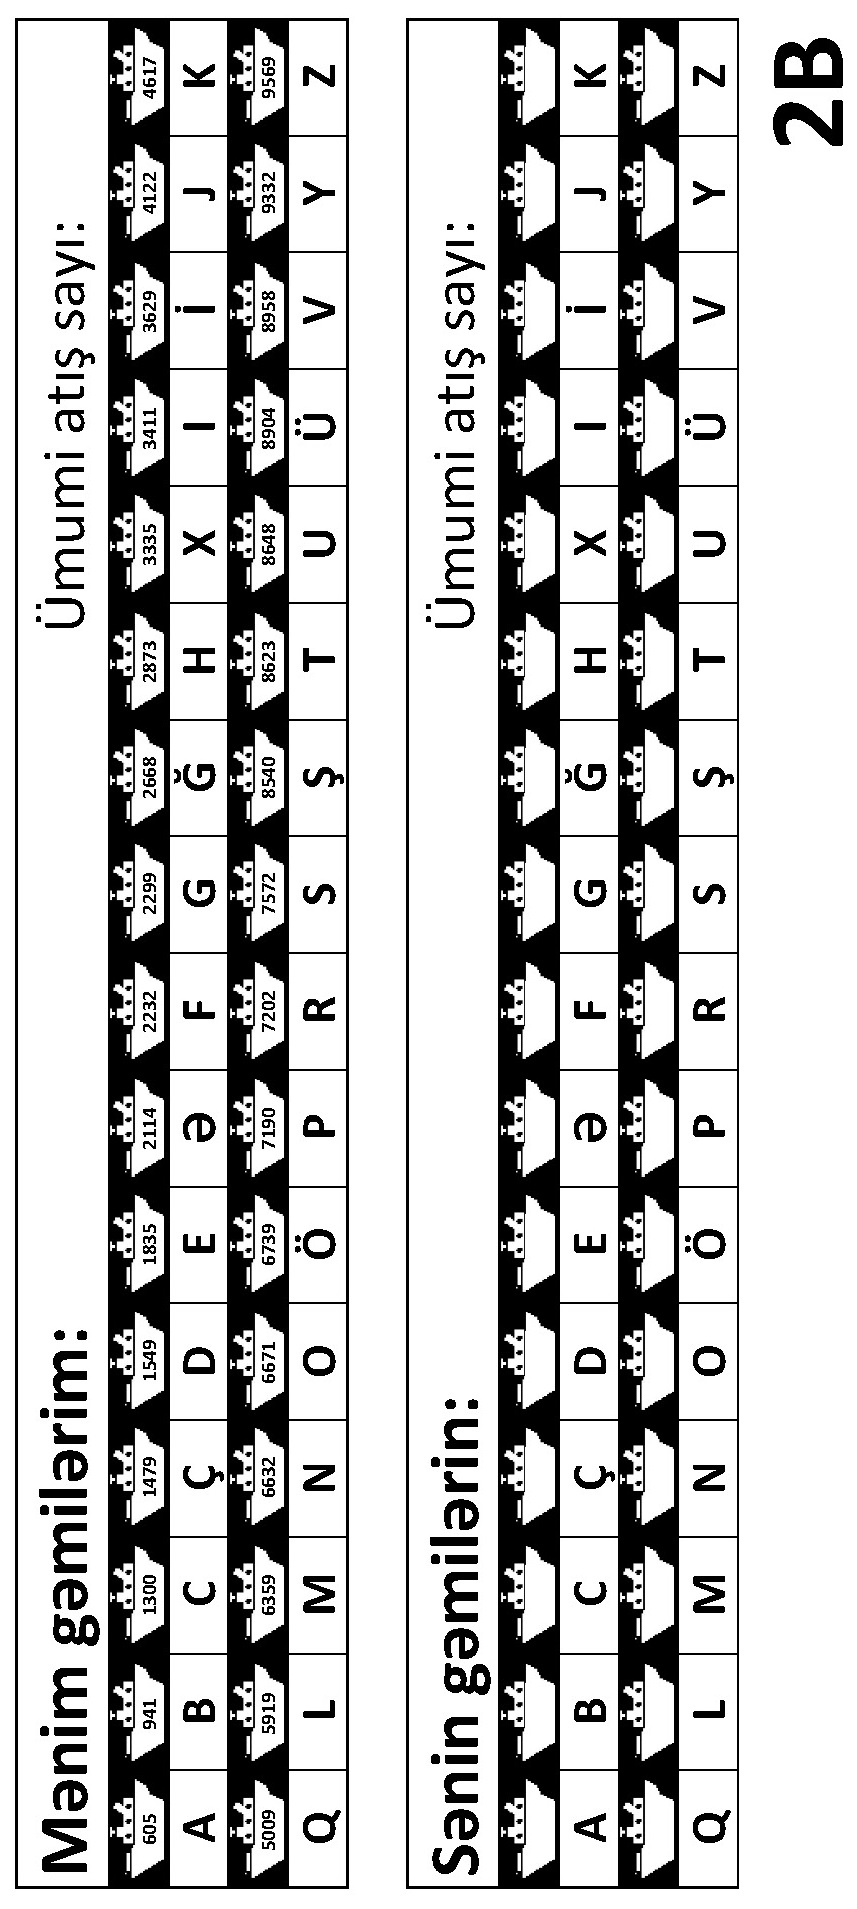 Mənim gəmilərim: Ümumi atış sayı:
605 941 1300 1479 1549 1835 2114 2232 2299 2668 2873 3335 3411 3629 4122 4617
A B C Ç D E Ə F G Ğ H X I İ J K
5009 5919 6359 6632 6671 6739 7190 7202 7572 8540 8623 8648 8904 8958 9332 9569
Q L M N O Ö P R S Ş T U Ü V Y Z
Sənin gəmilərin: Ümumi atış sayı:
A B C Ç D E Ə F G Ğ H X I İ J K
Q L M N O Ö P R S Ş T U Ü V Y Z
2B